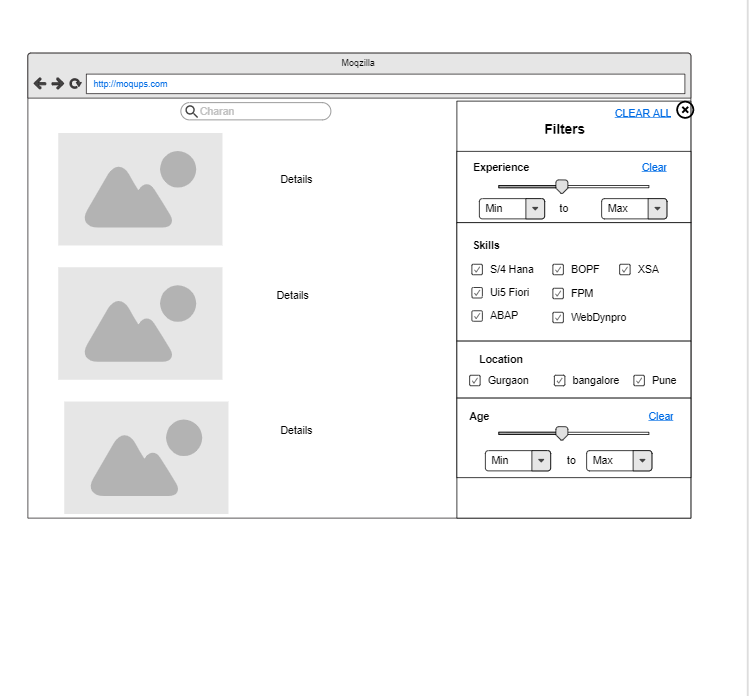 Moqzilla
http://moqups.com
Charan
CLEAR ALL
Filters
Details
Details
Details
Experience
Clear
Min to Max
Skills
S/4 Hana BOPF XSA
Ui5 Fiori FPM
ABAP WebDynpro
Location
Gurgaon bangalore Pune
Age
Clear
Min to Max